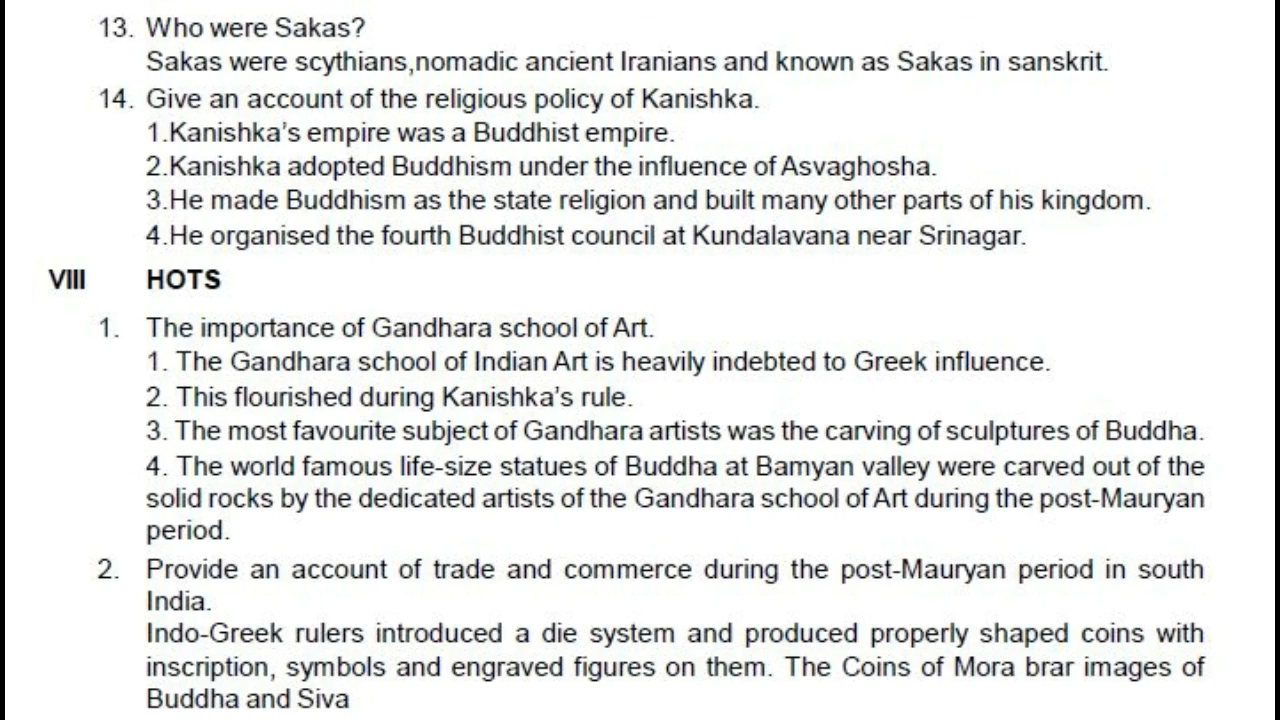 13. Who were Sakas?
Sakas were scythians,nomadic ancient Iranians and known as Sakas in sanskrit.
14. Give an account of the religious policy of Kanishka.
1.Kanishka's empire was a Buddhist empire.
2.Kanishka adopted Buddhism under the influence of Asvaghosha.
3.He made Buddhism as the state religion and built many other parts of his kingdom.
4.He organised the fourth Buddhist council at Kundalavana near Srinagar.
VIII HOTS
1. The importance of Gandhara school of Art.
1. The Gandhara school of Indian Art is heavily indebted to Greek influence.
2. This flourished during Kanishka's rule.
3. The most favourite subject of Gandhara artists was the carving of sculptures of Buddha.
4. The world famous life-size statues of Buddha at Bamyan valley were carved out of the
solid rocks by the dedicated artists of the Gandhara school of Art during the post-Mauryan
period.
2. Provide an account of trade and commerce during the post-Mauryan period in south
India.
Indo-Greek rulers introduced a die system and produced properly shaped coins with
inscription, symbols and engraved figures on them. The Coins of Mora brar images of
Buddha and Siva